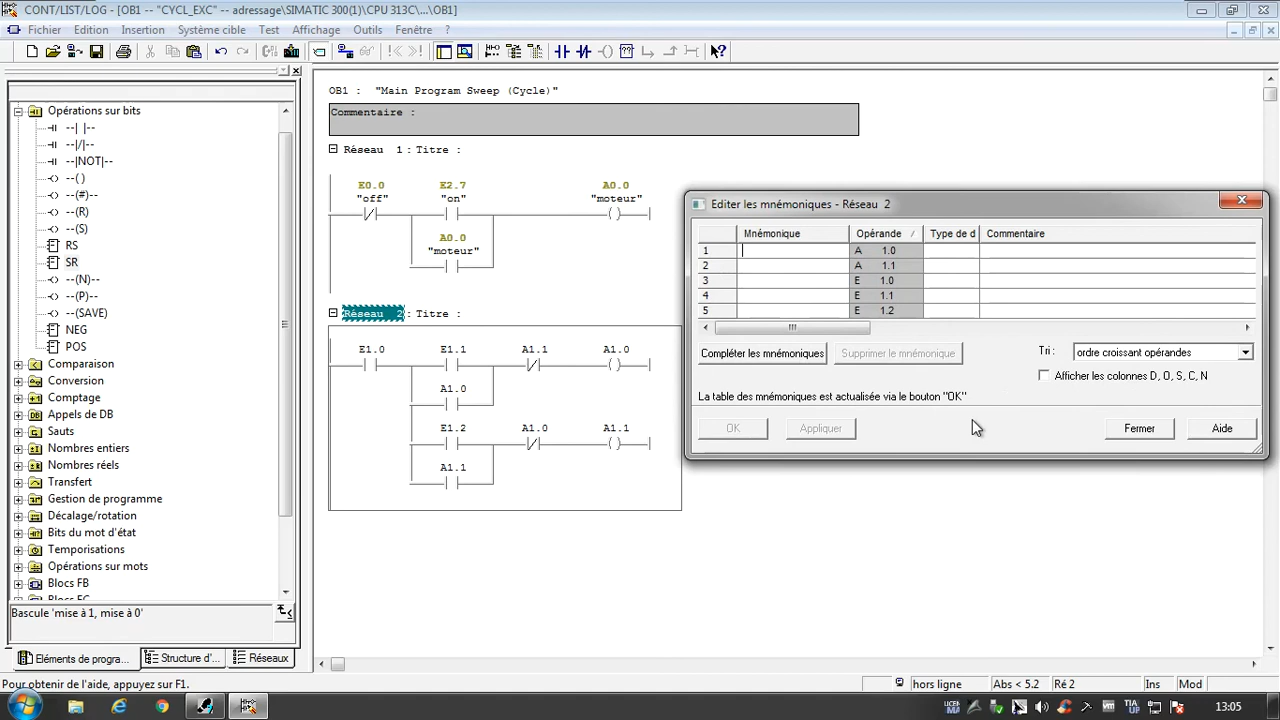 CONT/LIST/LOG - [OB1 -- "CYCL_EXC" -- adressage\SIMATIC 300(1)\CPU 313C\...\OB1]
Fichier Edition Insertion Système cible Test Affichage Outils Fenêtre ?
OB1 : "Main Program Sweep (Cycle)"
Commentaire :
Réseau 1 : Titre :
E0.0 E2.7 A0.0
"off" "on" "moteur"
A0.0
"moteur"
Réseau 2 : Titre :
E1.0 E1.1 A1.1 A1.0
A1.0
E1.2 A1.0 A1.1
A1.1
Opérations sur bits
--| |--
--|/|--
--|NOT|--
--( )
--(#)--
--(R)
--(S)
RS
SR
--(N)--
--(P)--
--(SAVE)
NEG
POS
Comparaison
Conversion
Comptage
Appels de DB
Sauts
Nombres entiers
Nombres réels
Transfert
Gestion de programme
Décalage/rotation
Bits du mot d'état
Temporisations
Opérations sur mots
Blocs FB
Bascule 'mise à 1, mise à 0'
Eléments de progra... Structure d'... Réseaux
Editer les mnémoniques - Réseau 2
Mnémonique Opérande / Type de d Commentaire
1 A 1.0
2 A 1.1
3 E 1.0
4 E 1.1
5 E 1.2
Compléter les mnémoniques Supprimer le mnémonique Tri : ordre croissant opérandes
Afficher les colonnes D, O, S, C, N
La table des mnémoniques est actualisée via le bouton "OK"
OK Appliquer Fermer Aide
Pour obtenir de l'aide, appuyez sur F1. hors ligne Abs < 5.2 Ré 2 Ins Mod
13:05